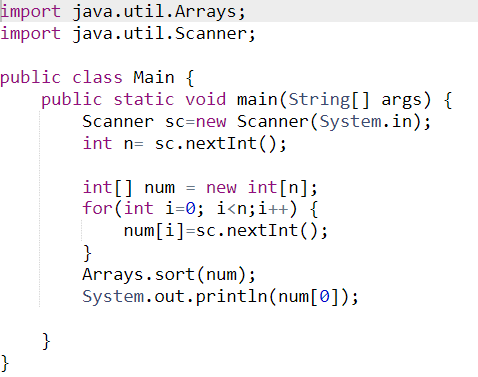 import java.util.Arrays;
import java.util.Scanner;
public class Main {
public static void main(String[] args) {
Scanner sc=new Scanner(System.in);
int n= sc.nextInt();
int[] num = new int[n];
for(int i=0; i<n;i++) {
num[i]=sc.nextInt();
}
Arrays.sort(num);
System.out.println(num[0]);
}
}